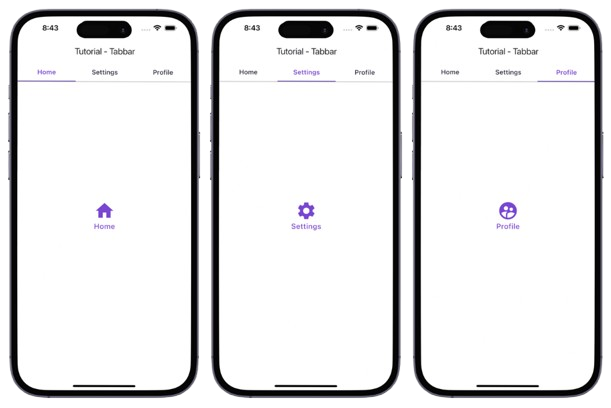 8:43
Tutorial - Tabbar
Home Settings Profile
Home
8:43
Tutorial - Tabbar
Home Settings Profile
Settings
8:43
Tutorial - Tabbar
Home Settings Profile
Profile